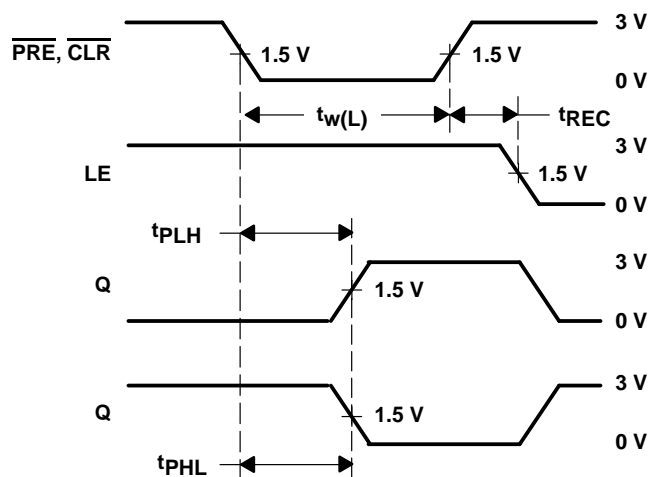 3 V
PRE, CLR 1.5 V 1.5 V
0 V
tw(L) tREC
3 V
LE 1.5 V
0 V
tPLH
3 V
Q 1.5 V
0 V
3 V
Q 1.5 V
0 V
tPHL